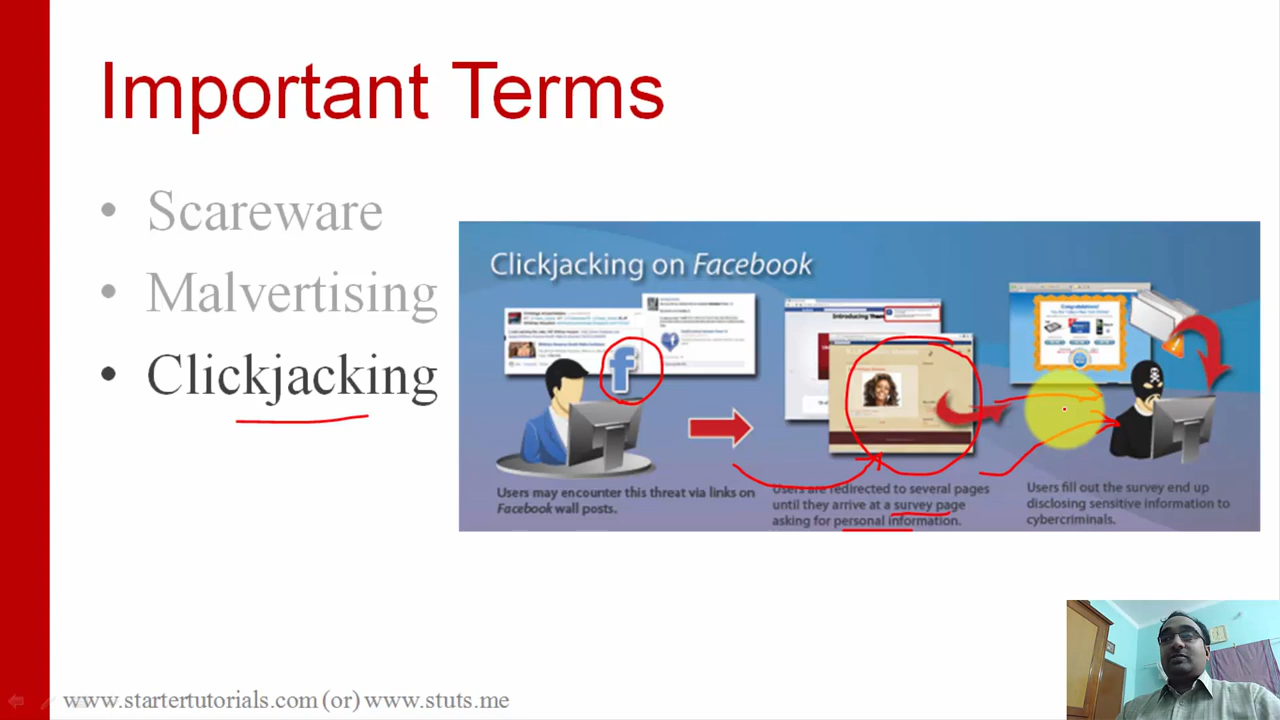 Important Terms
• Scareware
• Malvertising
• Clickjacking
Clickjacking on Facebook
f
Introducing
Congratulations!
Users may encounter this threat via links on
Facebook wall posts.
Users are redirected to several pages
until they arrive at a survey page
asking for personal information.
Users fill out the survey end up
disclosing sensitive information to
cybercriminals.
www.startertutorials.com (or) www.stuts.me